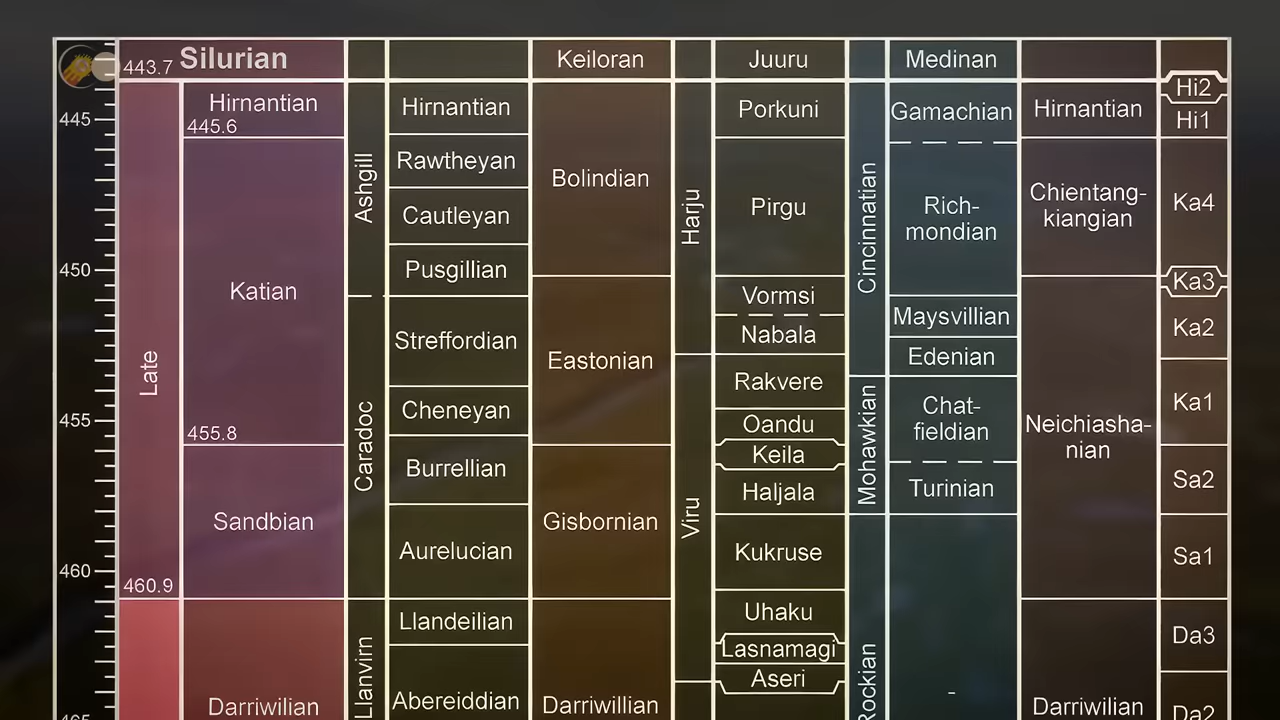 443.7 Silurian
Keiloran
Juuru
Medinan
445
450
455
460
465
Late
Hirnantian
445.6
Katian
455.8
Sandbian
460.9
Darriwilian
Ashgill
Caradoc
Llanvirn
Hirnantian
Rawtheyan
Cautleyan
Pusgillian
Streffordian
Cheneyan
Burrellian
Aurelucian
Llandeilian
Abereiddian
Bolindian
Eastonian
Gisbornian
Darriwillian
Harju
Viru
Porkuni
Pirgu
Vormsi
Nabala
Rakvere
Oandu
Keila
Haljala
Kukruse
Uhaku
Lasnamagi
Aseri
Cincinnatian
Mohawkian
Rockian
Gamachian
Rich-
mondian
Maysvillian
Edenian
Chat-
fieldian
Turinian
-
Hirnantian
Chientang-
kiangian
Neichiasha-
nian
Darriwilian
Hi2
Hi1
Ka4
Ka3
Ka2
Ka1
Sa2
Sa1
Da3
Da2